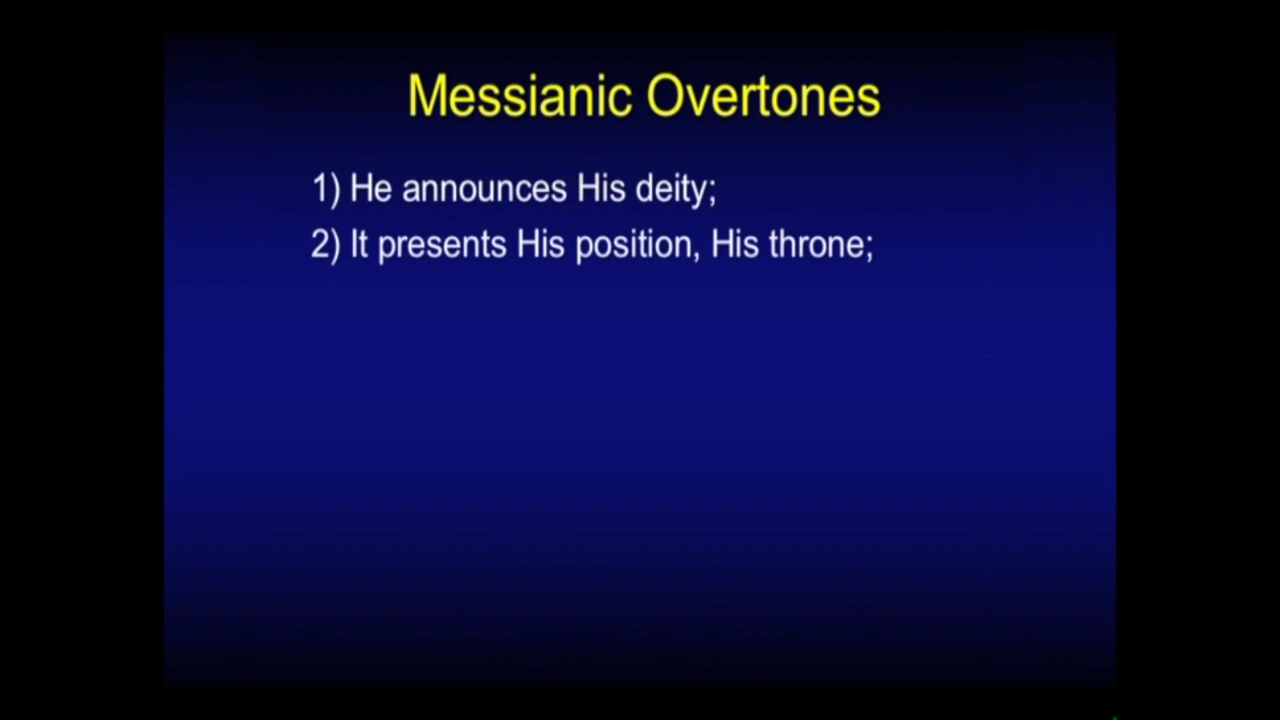 Messianic Overtones
1) He announces His deity;
2) It presents His position, His throne;